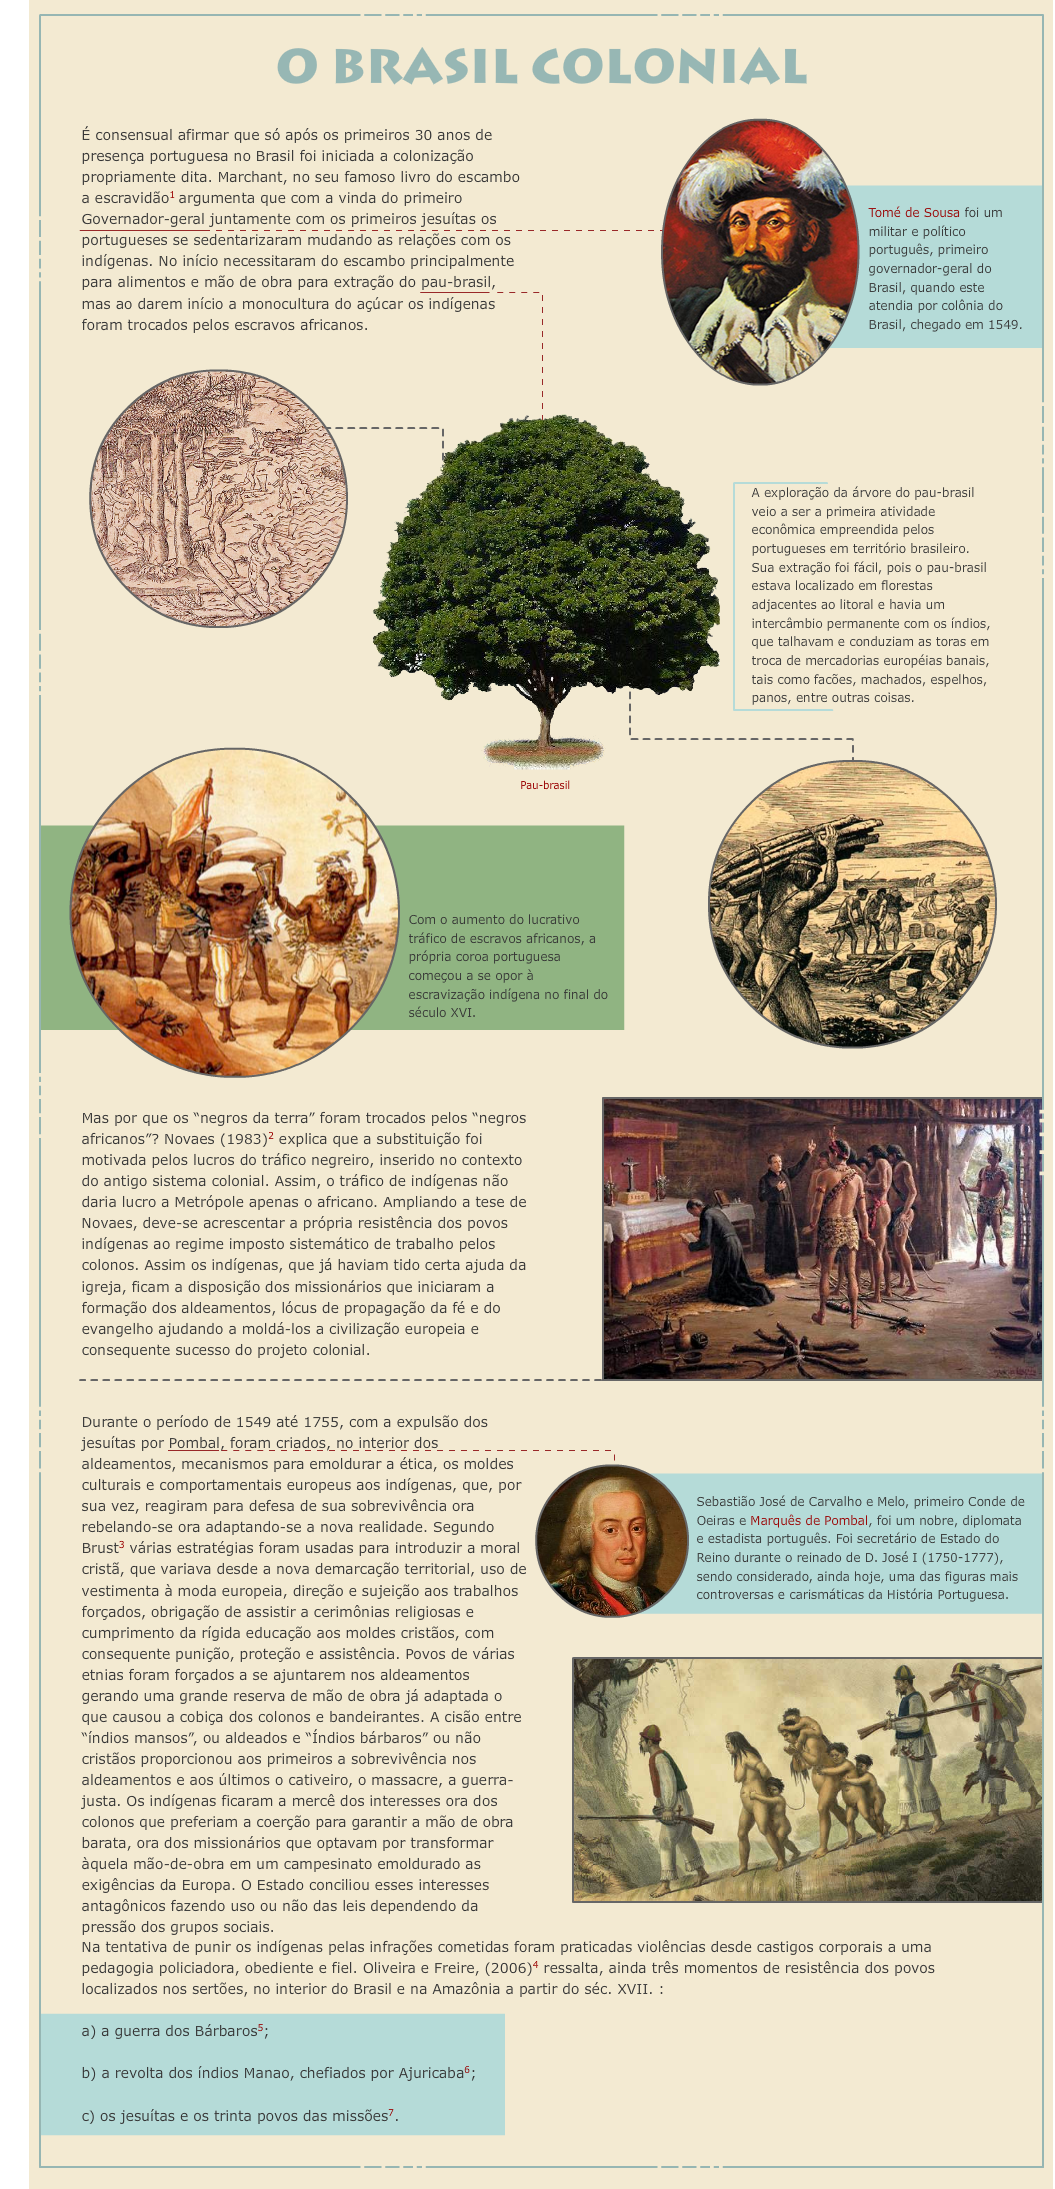 O BRASIL COLONIAL
É consensual afirmar que só após os primeiros 30 anos de
presença portuguesa no Brasil foi iniciada a colonização
propriamente dita. Marchant, no seu famoso livro do escambo
a escravidão1 argumenta que com a vinda do primeiro
Governador-geral juntamente com os primeiros jesuítas os
portugueses se sedentarizaram mudando as relações com os
indígenas. No início necessitaram do escambo principalmente
para alimentos e mão de obra para extração do pau-brasil,
mas ao darem início a monocultura do açúcar os indígenas
foram trocados pelos escravos africanos.
Tomé de Sousa foi um
militar e político
português, primeiro
governador-geral do
Brasil, quando este
atendia por colônia do
Brasil, chegado em 1549.
A exploração da árvore do pau-brasil
veio a ser a primeira atividade
econômica empreendida pelos
portugueses em território brasileiro.
Sua extração foi fácil, pois o pau-brasil
estava localizado em florestas
adjacentes ao litoral e havia um
intercâmbio permanente com os índios,
que talhavam e conduziam as toras em
troca de mercadorias européias banais,
tais como facões, machados, espelhos,
panos, entre outras coisas.
Pau-brasil
Com o aumento do lucrativo
tráfico de escravos africanos, a
própria coroa portuguesa
começou a se opor à
escravização indígena no final do
século XVI.
Mas por que os “negros da terra” foram trocados pelos “negros
africanos”? Novaes (1983)2 explica que a substituição foi
motivada pelos lucros do tráfico negreiro, inserido no contexto
do antigo sistema colonial. Assim, o tráfico de indígenas não
daria lucro a Metrópole apenas o africano. Ampliando a tese de
Novaes, deve-se acrescentar a própria resistência dos povos
indígenas ao regime imposto sistemático de trabalho pelos
colonos. Assim os indígenas, que já haviam tido certa ajuda da
igreja, ficam a disposição dos missionários que iniciaram a
formação dos aldeamentos, lócus de propagação da fé e do
evangelho ajudando a moldá-los a civilização europeia e
consequente sucesso do projeto colonial.
Durante o período de 1549 até 1755, com a expulsão dos
jesuítas por Pombal, foram criados, no interior dos
aldeamentos, mecanismos para emoldurar a ética, os moldes
culturais e comportamentais europeus aos indígenas, que, por
sua vez, reagiram para defesa de sua sobrevivência ora
rebelando-se ora adaptando-se a nova realidade. Segundo
Brust3 várias estratégias foram usadas para introduzir a moral
cristã, que variava desde a nova demarcação territorial, uso de
vestimenta à moda europeia, direção e sujeição aos trabalhos
forçados, obrigação de assistir a cerimônias religiosas e
cumprimento da rígida educação aos moldes cristãos, com
consequente punição, proteção e assistência. Povos de várias
etnias foram forçados a se ajuntarem nos aldeamentos
gerando uma grande reserva de mão de obra já adaptada o
que causou a cobiça dos colonos e bandeirantes. A cisão entre
“índios mansos”, ou aldeados e “Índios bárbaros” ou não
cristãos proporcionou aos primeiros a sobrevivência nos
aldeamentos e aos últimos o cativeiro, o massacre, a guerra-
justa. Os indígenas ficaram a mercê dos interesses ora dos
colonos que preferiam a coerção para garantir a mão de obra
barata, ora dos missionários que optavam por transformar
àquela mão-de-obra em um campesinato emoldurado as
exigências da Europa. O Estado conciliou esses interesses
antagônicos fazendo uso ou não das leis dependendo da
pressão dos grupos sociais.
Sebastião José de Carvalho e Melo, primeiro Conde de
Oeiras e Marquês de Pombal, foi um nobre, diplomata
e estadista português. Foi secretário de Estado do
Reino durante o reinado de D. José I (1750-1777),
sendo considerado, ainda hoje, uma das figuras mais
controversas e carismáticas da História Portuguesa.
Na tentativa de punir os indígenas pelas infrações cometidas foram praticadas violências desde castigos corporais a uma
pedagogia policiadora, obediente e fiel. Oliveira e Freire, (2006)4 ressalta, ainda três momentos de resistência dos povos
localizados nos sertões, no interior do Brasil e na Amazônia a partir do séc. XVII. :
a) a guerra dos Bárbaros5;
b) a revolta dos índios Manao, chefiados por Ajuricaba6;
c) os jesuítas e os trinta povos das missões7.